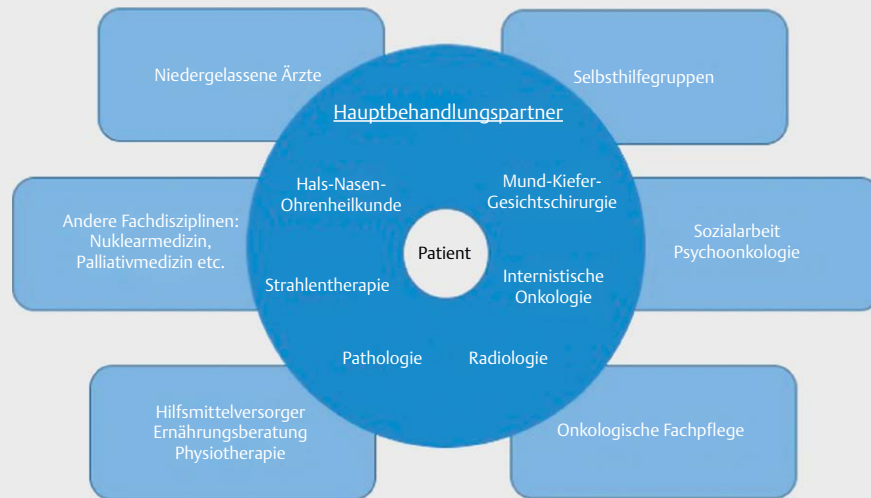 Niedergelassene Ärzte
Selbsthilfegruppen
Hauptbehandlungspartner
Hals-Nasen-
Ohrenheilkunde
Mund-Kiefer-
Gesichtschirurgie
Andere Fachdisziplinen:
Nuklearmedizin,
Palliativmedizin etc.
Patient
Sozialarbeit
Psychoonkologie
Strahlentherapie
Internistische
Onkologie
Pathologie
Radiologie
Hilfsmittelversorger
Ernährungsberatung
Physiotherapie
Onkologische Fachpflege